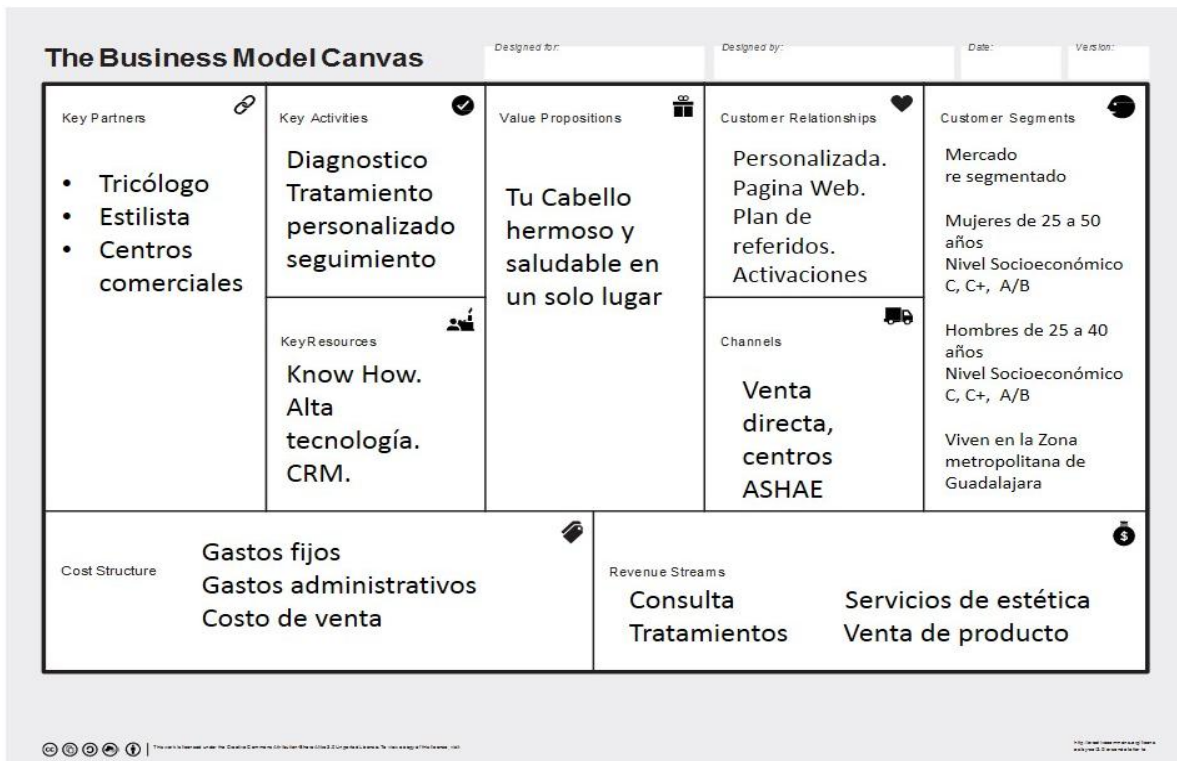 The Business Model Canvas
Designed for:
Designed by:
Date:
Version:
Key Partners
• Tricólogo
• Estilista
• Centros
comerciales
Key Activities
Diagnostico
Tratamiento
personalizado
seguimiento
Key Resources
Know How.
Alta
tecnología.
CRM.
Value Propositions
Tu Cabello
hermoso y
saludable en
un solo lugar
Customer Relationships
Personalizada.
Pagina Web.
Plan de
referidos.
Activaciones
Channels
Venta
directa,
centros
ASHAE
Customer Segments
Mercado
re segmentado
Mujeres de 25 a 50
años
Nivel Socioeconómico
C, C+, A/B
Hombres de 25 a 40
años
Nivel Socioeconómico
C, C+, A/B
Viven en la Zona
metropolitana de
Guadalajara
Cost Structure
Gastos fijos
Gastos administrativos
Costo de venta
Revenue Streams
Consulta
Tratamientos
Servicios de estética
Venta de producto